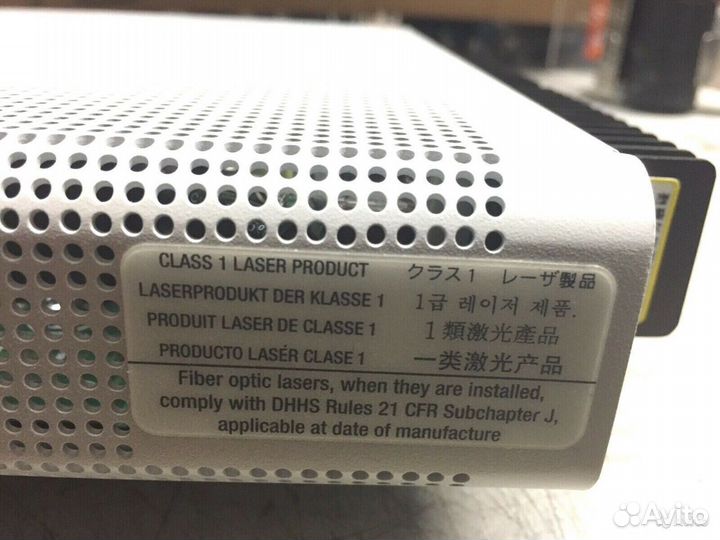 CLASS 1 LASER PRODUCT クラス 1 レーザ製品
LASERPRODUKT DER KLASSE 1 1급 레이저 제품.
PRODUIT LASER DE CLASSE 1 1類激光產品
PRODUCTO LASÉR CLASE 1 一类激光产品
Fiber optic lasers, when they are installed,
comply with DHHS Rules 21 CFR Subchapter J,
applicable at date of manufacture
Avito